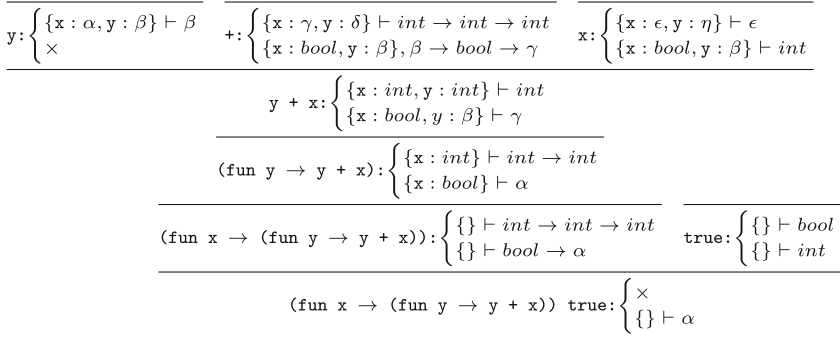 y:{ {x : α, y : β} ⊢ β   +:{ {x : γ, y : δ} ⊢ int → int → int   x:{ {x : ϵ, y : η} ⊢ ϵ
×   {x : bool, y : β}, β → bool → γ   {x : bool, y : β} ⊢ int
y + x:{ {x : int, y : int} ⊢ int
{x : bool, y : β} ⊢ γ
(fun y → y + x):{ {x : int} ⊢ int → int
{x : bool} ⊢ α
(fun x → (fun y → y + x)):{ {} ⊢ int → int → int   true:{ {} ⊢ bool
{} ⊢ bool → α   {} ⊢ int
(fun x → (fun y → y + x)) true:{ ×
{} ⊢ α